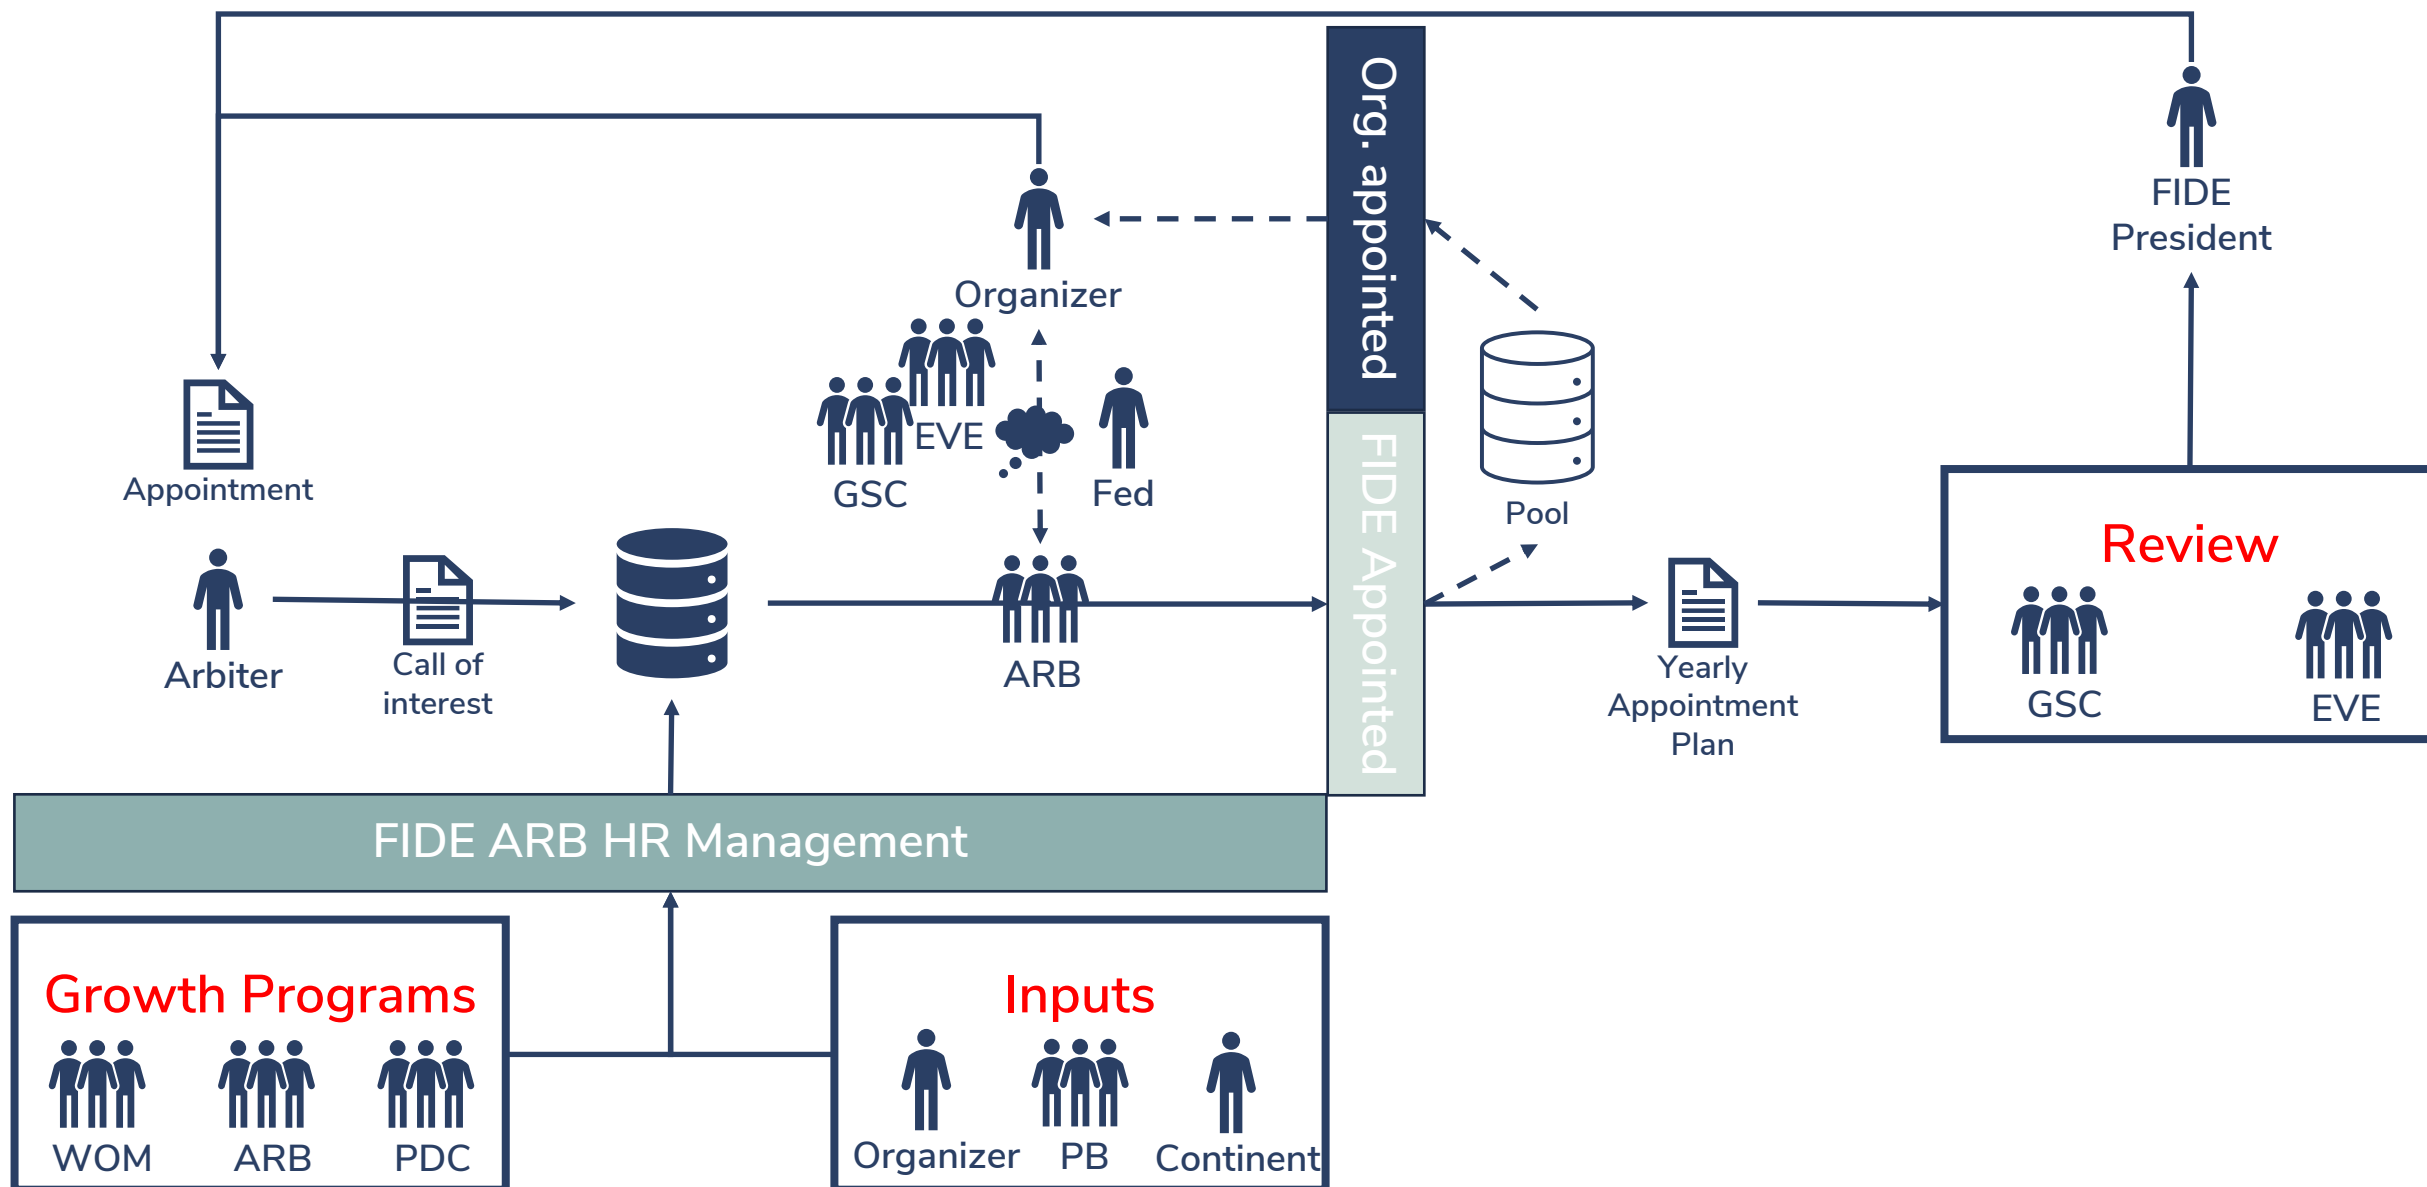 Org. appointed
FIDE
President
Organizer
EVE
GSC
Fed
Appointment
Pool
FIDE Appointed
Review
Arbiter
Call of
interest
ARB
Yearly
Appointment
Plan
GSC
EVE
FIDE ARB HR Management
Growth Programs
WOM
ARB
PDC
Inputs
Organizer
PB
Continent